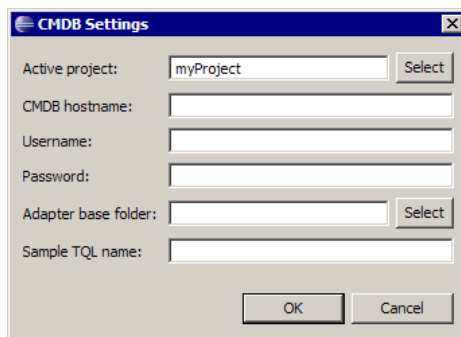 CMDB Settings
Active project: myProject Select
CMDB hostname:
Username:
Password:
Adapter base folder: Select
Sample TQL name:
OK Cancel